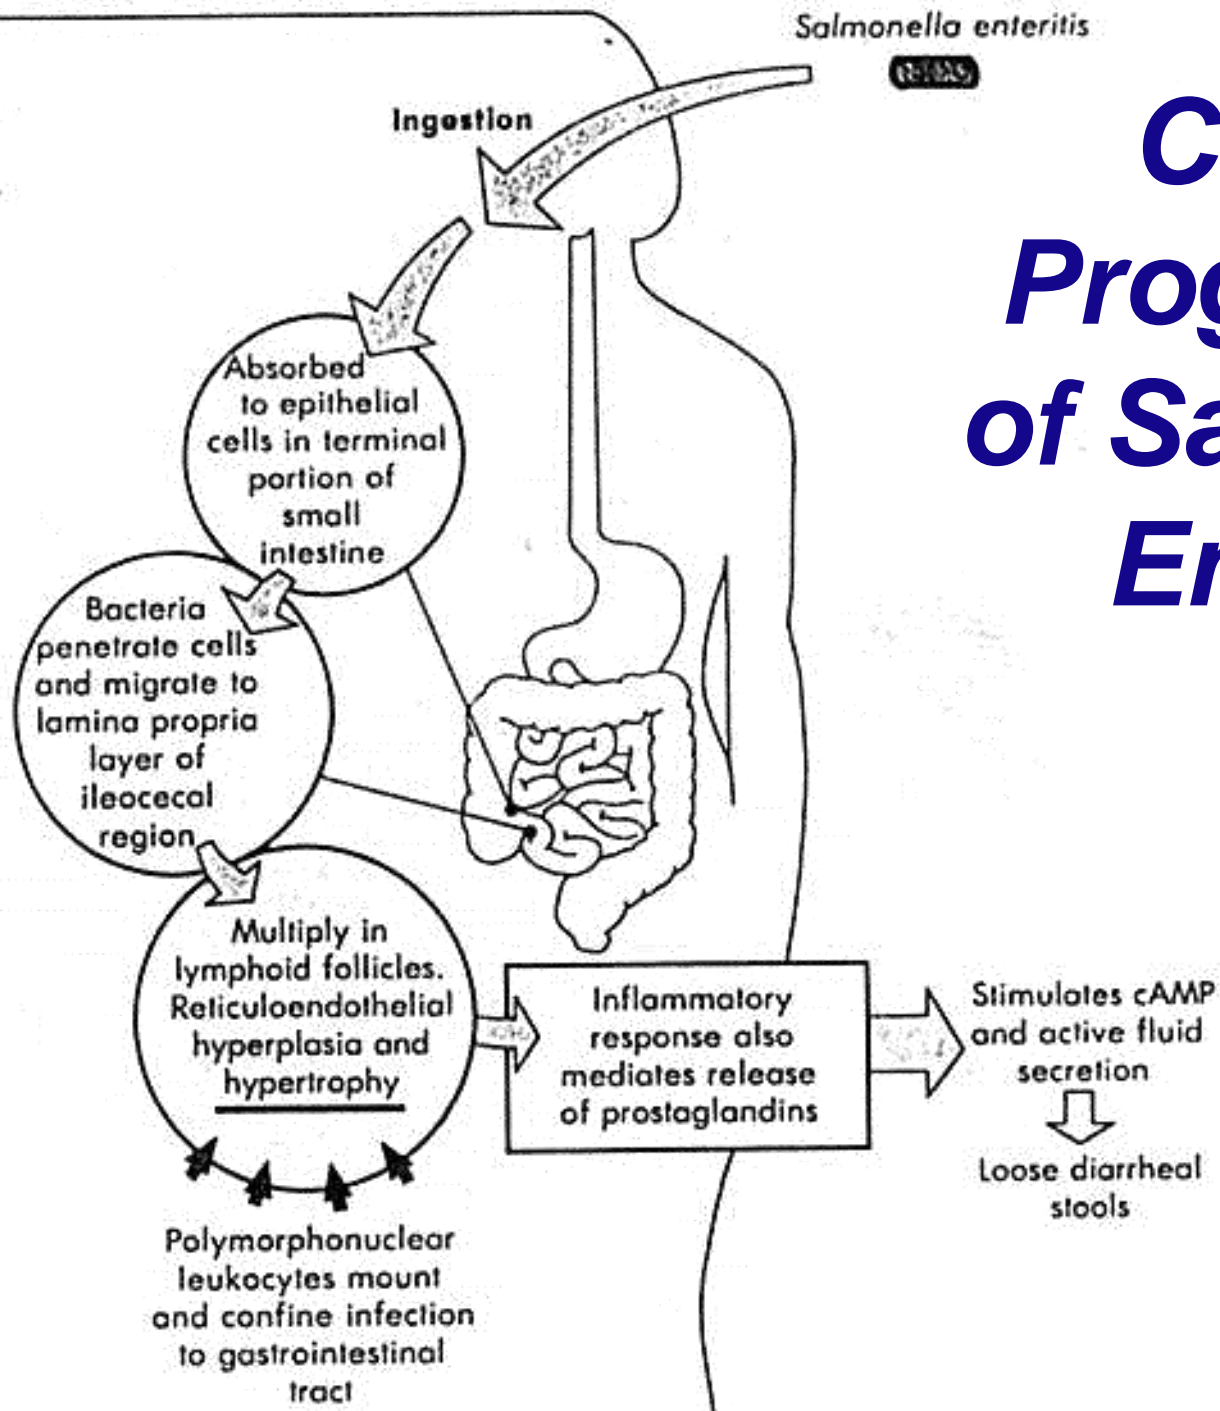 Salmonella enteritis
Ingestion
C
Prog
of Sa
En
Absorbed
to epithelial
cells in terminal
portion of
small
intestine
Bacteria
penetrate cells
and migrate to
lamina propria
layer of
ileocecal
region
Multiply in
lymphoid follicles.
Reticuloendothelial
hyperplasia and
hypertrophy
Inflammatory
response also
mediates release
of prostaglandins
Stimulates cAMP
and active fluid
secretion
Loose diarrheal
stools
Polymorphonuclear
leukocytes mount
and confine infection
to gastrointestinal
tract